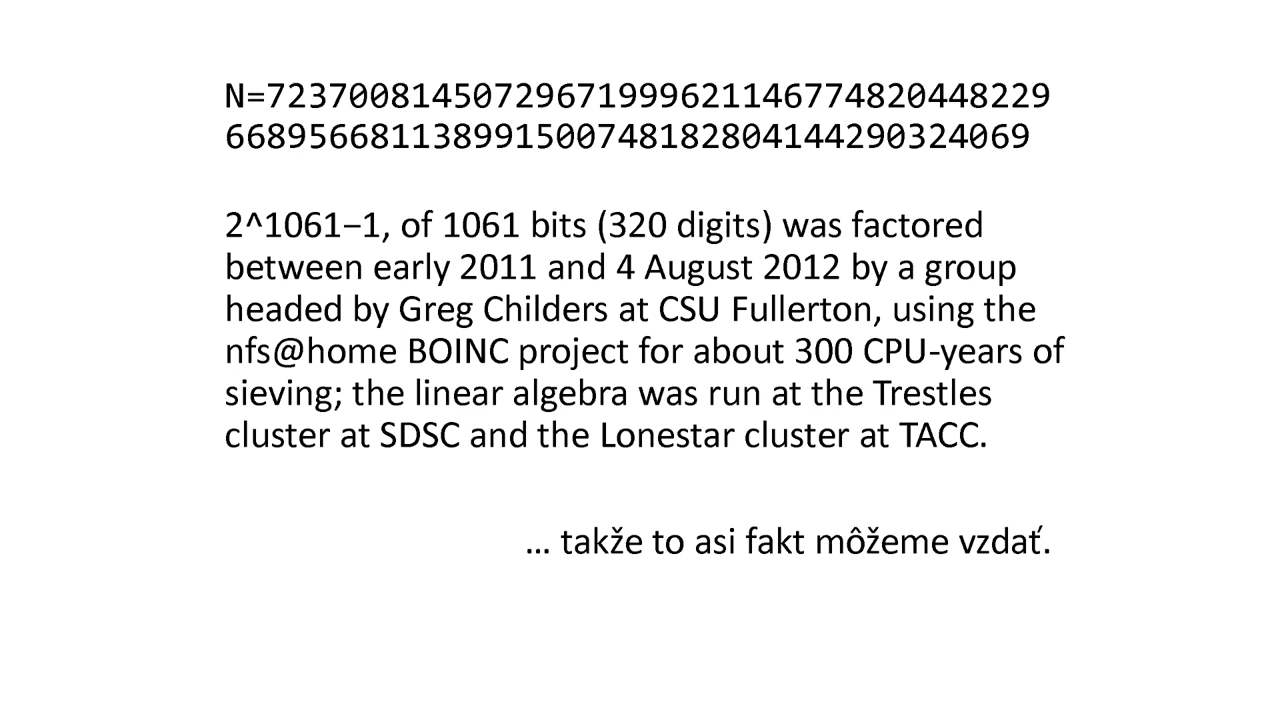 N=72370081450729671999621146774820448229
668956681138991500748182804144290324069
2^1061−1, of 1061 bits (320 digits) was factored
between early 2011 and 4 August 2012 by a group
headed by Greg Childers at CSU Fullerton, using the
nfs@home BOINC project for about 300 CPU-years of
sieving; the linear algebra was run at the Trestles
cluster at SDSC and the Lonestar cluster at TACC.
… takže to asi fakt môžeme vzdať.